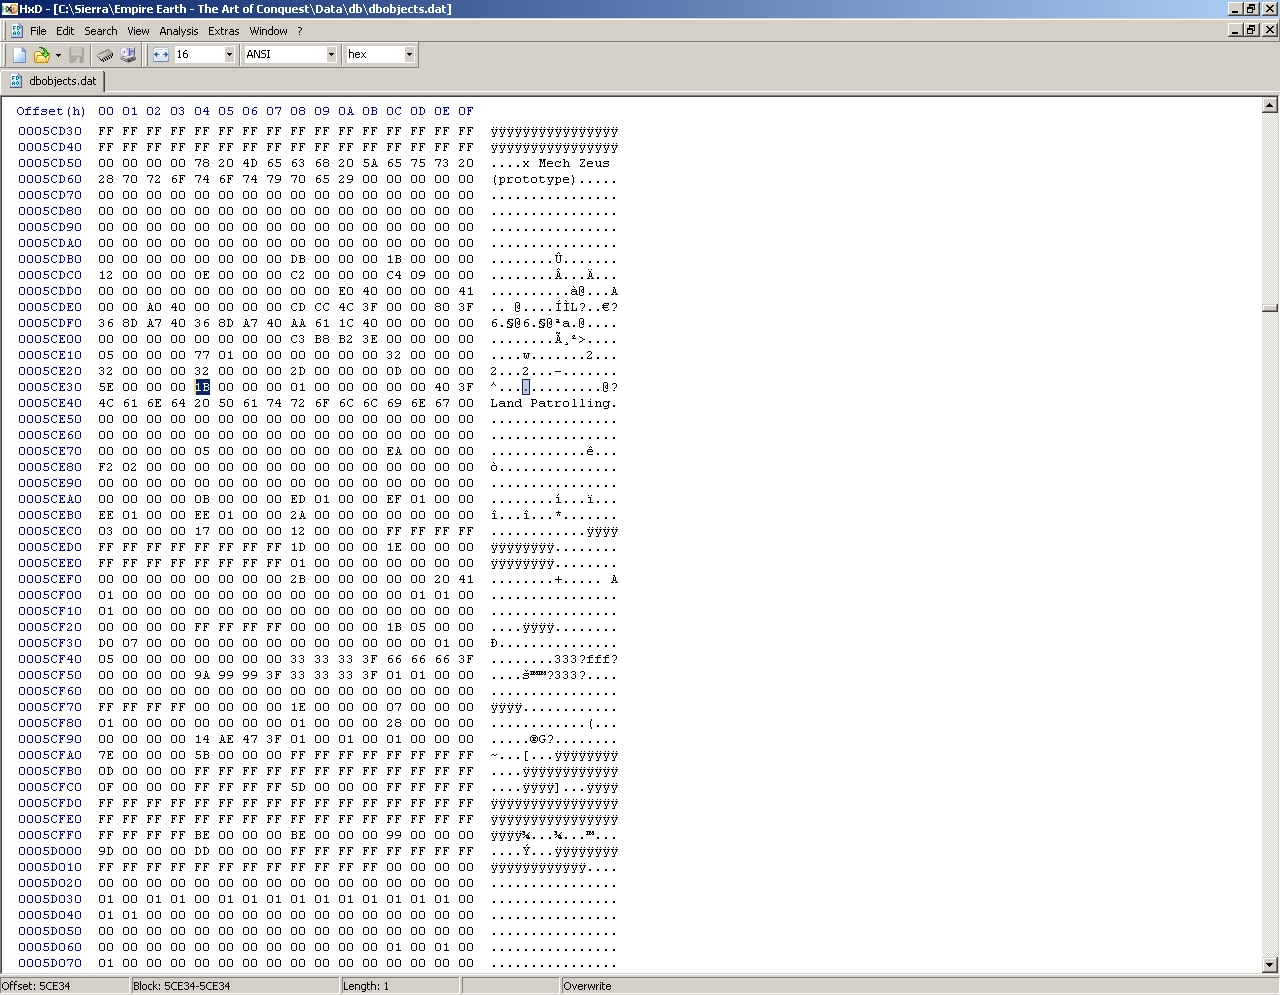 HxD - [C:\Sierra\Empire Earth - The Art of Conquest\Data\db\dbobjects.dat]
File Edit Search View Analysis Extras Window ?
16 ANSI hex
dbobjects.dat
Offset(h) 00 01 02 03 04 05 06 07 08 09 0A 0B 0C 0D 0E 0F
0005CD30 FF FF FF FF FF FF FF FF FF FF FF FF FF FF FF FF ÿÿÿÿÿÿÿÿÿÿÿÿÿÿÿÿ
0005CD40 FF FF FF FF FF FF FF FF FF FF FF FF FF FF FF FF ÿÿÿÿÿÿÿÿÿÿÿÿÿÿÿÿ
0005CD50 00 00 00 00 78 20 4D 65 63 68 20 5A 65 75 73 20 ....x Mech Zeus
0005CD60 28 70 72 6F 74 6F 74 79 70 65 29 00 00 00 00 00 (prototype).....
0005CD70 00 00 00 00 00 00 00 00 00 00 00 00 00 00 00 00 ................
0005CD80 00 00 00 00 00 00 00 00 00 00 00 00 00 00 00 00 ................
0005CD90 00 00 00 00 00 00 00 00 00 00 00 00 00 00 00 00 ................
0005CDA0 00 00 00 00 00 00 00 00 00 00 00 00 00 00 00 00 ................
0005CDB0 00 00 00 00 00 00 00 00 DB 00 00 00 1B 00 00 00 ........Û.......
0005CDC0 12 00 00 00 0E 00 00 00 C2 00 00 00 C4 09 00 00 ........Â...Ä...
0005CDD0 00 00 00 00 00 00 00 00 00 00 E0 40 00 00 00 41 ..........à@...A
0005CDE0 00 00 A0 40 00 00 00 00 CD CC 4C 3F 00 00 80 3F .. @....ÍÌL?..€?
0005CDF0 36 8D A7 40 36 8D A7 40 AA 61 1C 40 00 00 00 00 6.§@6.§@ªa.@....
0005CE00 00 00 00 00 00 00 00 00 C3 B8 B2 3E 00 00 00 00 ........Ã¸²>....
0005CE10 05 00 00 00 77 01 00 00 00 00 00 00 32 00 00 00 ....w.......2...
0005CE20 32 00 00 00 32 00 00 00 2D 00 00 00 0D 00 00 00 2...2...-.......
0005CE30 5E 00 00 00 1B 00 00 00 01 00 00 00 00 00 40 3F ^.............@?
0005CE40 4C 61 6E 64 20 50 61 74 72 6F 6C 6C 69 6E 67 00 Land Patrolling.
0005CE50 00 00 00 00 00 00 00 00 00 00 00 00 00 00 00 00 ................
0005CE60 00 00 00 00 00 00 00 00 00 00 00 00 00 00 00 00 ................
0005CE70 00 00 00 00 05 00 00 00 00 00 00 00 EA 00 00 00 ............ê...
0005CE80 F2 02 00 00 00 00 00 00 00 00 00 00 00 00 00 00 ò...............
0005CE90 00 00 00 00 00 00 00 00 00 00 00 00 00 00 00 00 ................
0005CEA0 00 00 00 00 0B 00 00 00 ED 01 00 00 EF 01 00 00 ........í...ï...
0005CEB0 EE 01 00 00 EE 01 00 00 2A 00 00 00 00 00 00 00 î...î...*.......
0005CEC0 03 00 00 00 17 00 00 00 12 00 00 00 FF FF FF FF ............ÿÿÿÿ
0005CED0 FF FF FF FF FF FF FF FF 1D 00 00 00 1E 00 00 00 ÿÿÿÿÿÿÿÿ........
0005CEE0 FF FF FF FF FF FF FF FF 01 00 00 00 00 00 00 00 ÿÿÿÿÿÿÿÿ........
0005CEF0 00 00 00 00 00 00 00 00 2B 00 00 00 00 00 20 41 ........+..... A
0005CF00 01 00 00 00 00 00 00 00 00 00 00 00 00 01 01 00 ................
0005CF10 01 00 00 00 00 00 00 00 00 00 00 00 00 00 00 00 ................
0005CF20 00 00 00 00 FF FF FF FF 00 00 00 00 1B 05 00 00 ....ÿÿÿÿ........
0005CF30 D0 07 00 00 00 00 00 00 00 00 00 00 00 00 01 00 Ð...............
0005CF40 05 00 00 00 00 00 00 00 33 33 33 3F 66 66 66 3F ........333?fff?
0005CF50 00 00 00 00 9A 99 99 3F 33 33 33 3F 01 01 00 00 ....š™™?333?....
0005CF60 00 00 00 00 00 00 00 00 00 00 00 00 00 00 00 00 ................
0005CF70 FF FF FF FF 00 00 00 00 1E 00 00 00 07 00 00 00 ÿÿÿÿ............
0005CF80 01 00 00 00 00 00 00 00 01 00 00 00 28 00 00 00 ............(...
0005CF90 00 00 00 00 14 AE 47 3F 01 00 01 00 01 00 00 00 .....®G?........
0005CFA0 7E 00 00 00 5B 00 00 00 FF FF FF FF FF FF FF FF ~...[...ÿÿÿÿÿÿÿÿ
0005CFB0 0D 00 00 00 FF FF FF FF FF FF FF FF FF FF FF FF ....ÿÿÿÿÿÿÿÿÿÿÿÿ
0005CFC0 0F 00 00 00 FF FF FF FF 5D 00 00 00 FF FF FF FF ....ÿÿÿÿ]...ÿÿÿÿ
0005CFD0 FF FF FF FF FF FF FF FF FF FF FF FF FF FF FF FF ÿÿÿÿÿÿÿÿÿÿÿÿÿÿÿÿ
0005CFE0 FF FF FF FF FF FF FF FF FF FF FF FF FF FF FF FF ÿÿÿÿÿÿÿÿÿÿÿÿÿÿÿÿ
0005CFF0 FF FF FF FF BE 00 00 00 BE 00 00 00 99 00 00 00 ÿÿÿÿ¾...¾...™...
0005D000 9D 00 00 00 DD 00 00 00 FF FF FF FF FF FF FF FF ....Ý...ÿÿÿÿÿÿÿÿ
0005D010 FF FF FF FF FF FF FF FF FF FF FF FF 00 00 00 00 ÿÿÿÿÿÿÿÿÿÿÿÿ....
0005D020 00 00 00 00 00 00 00 00 00 00 00 00 00 00 00 00 ................
0005D030 01 00 01 01 00 01 01 01 01 01 01 01 01 01 01 00 ................
0005D040 01 01 00 00 00 00 00 00 00 00 00 00 00 00 00 00 ................
0005D050 00 00 00 00 00 00 00 00 00 00 00 00 00 00 00 00 ................
0005D060 00 00 00 00 00 00 00 00 00 00 00 00 01 00 01 00 ................
0005D070 01 00 00 00 00 00 00 00 00 00 00 00 00 00 00 00 ................
Offset: 5CE34 Block: 5CE34-5CE34 Length: 1 Overwrite